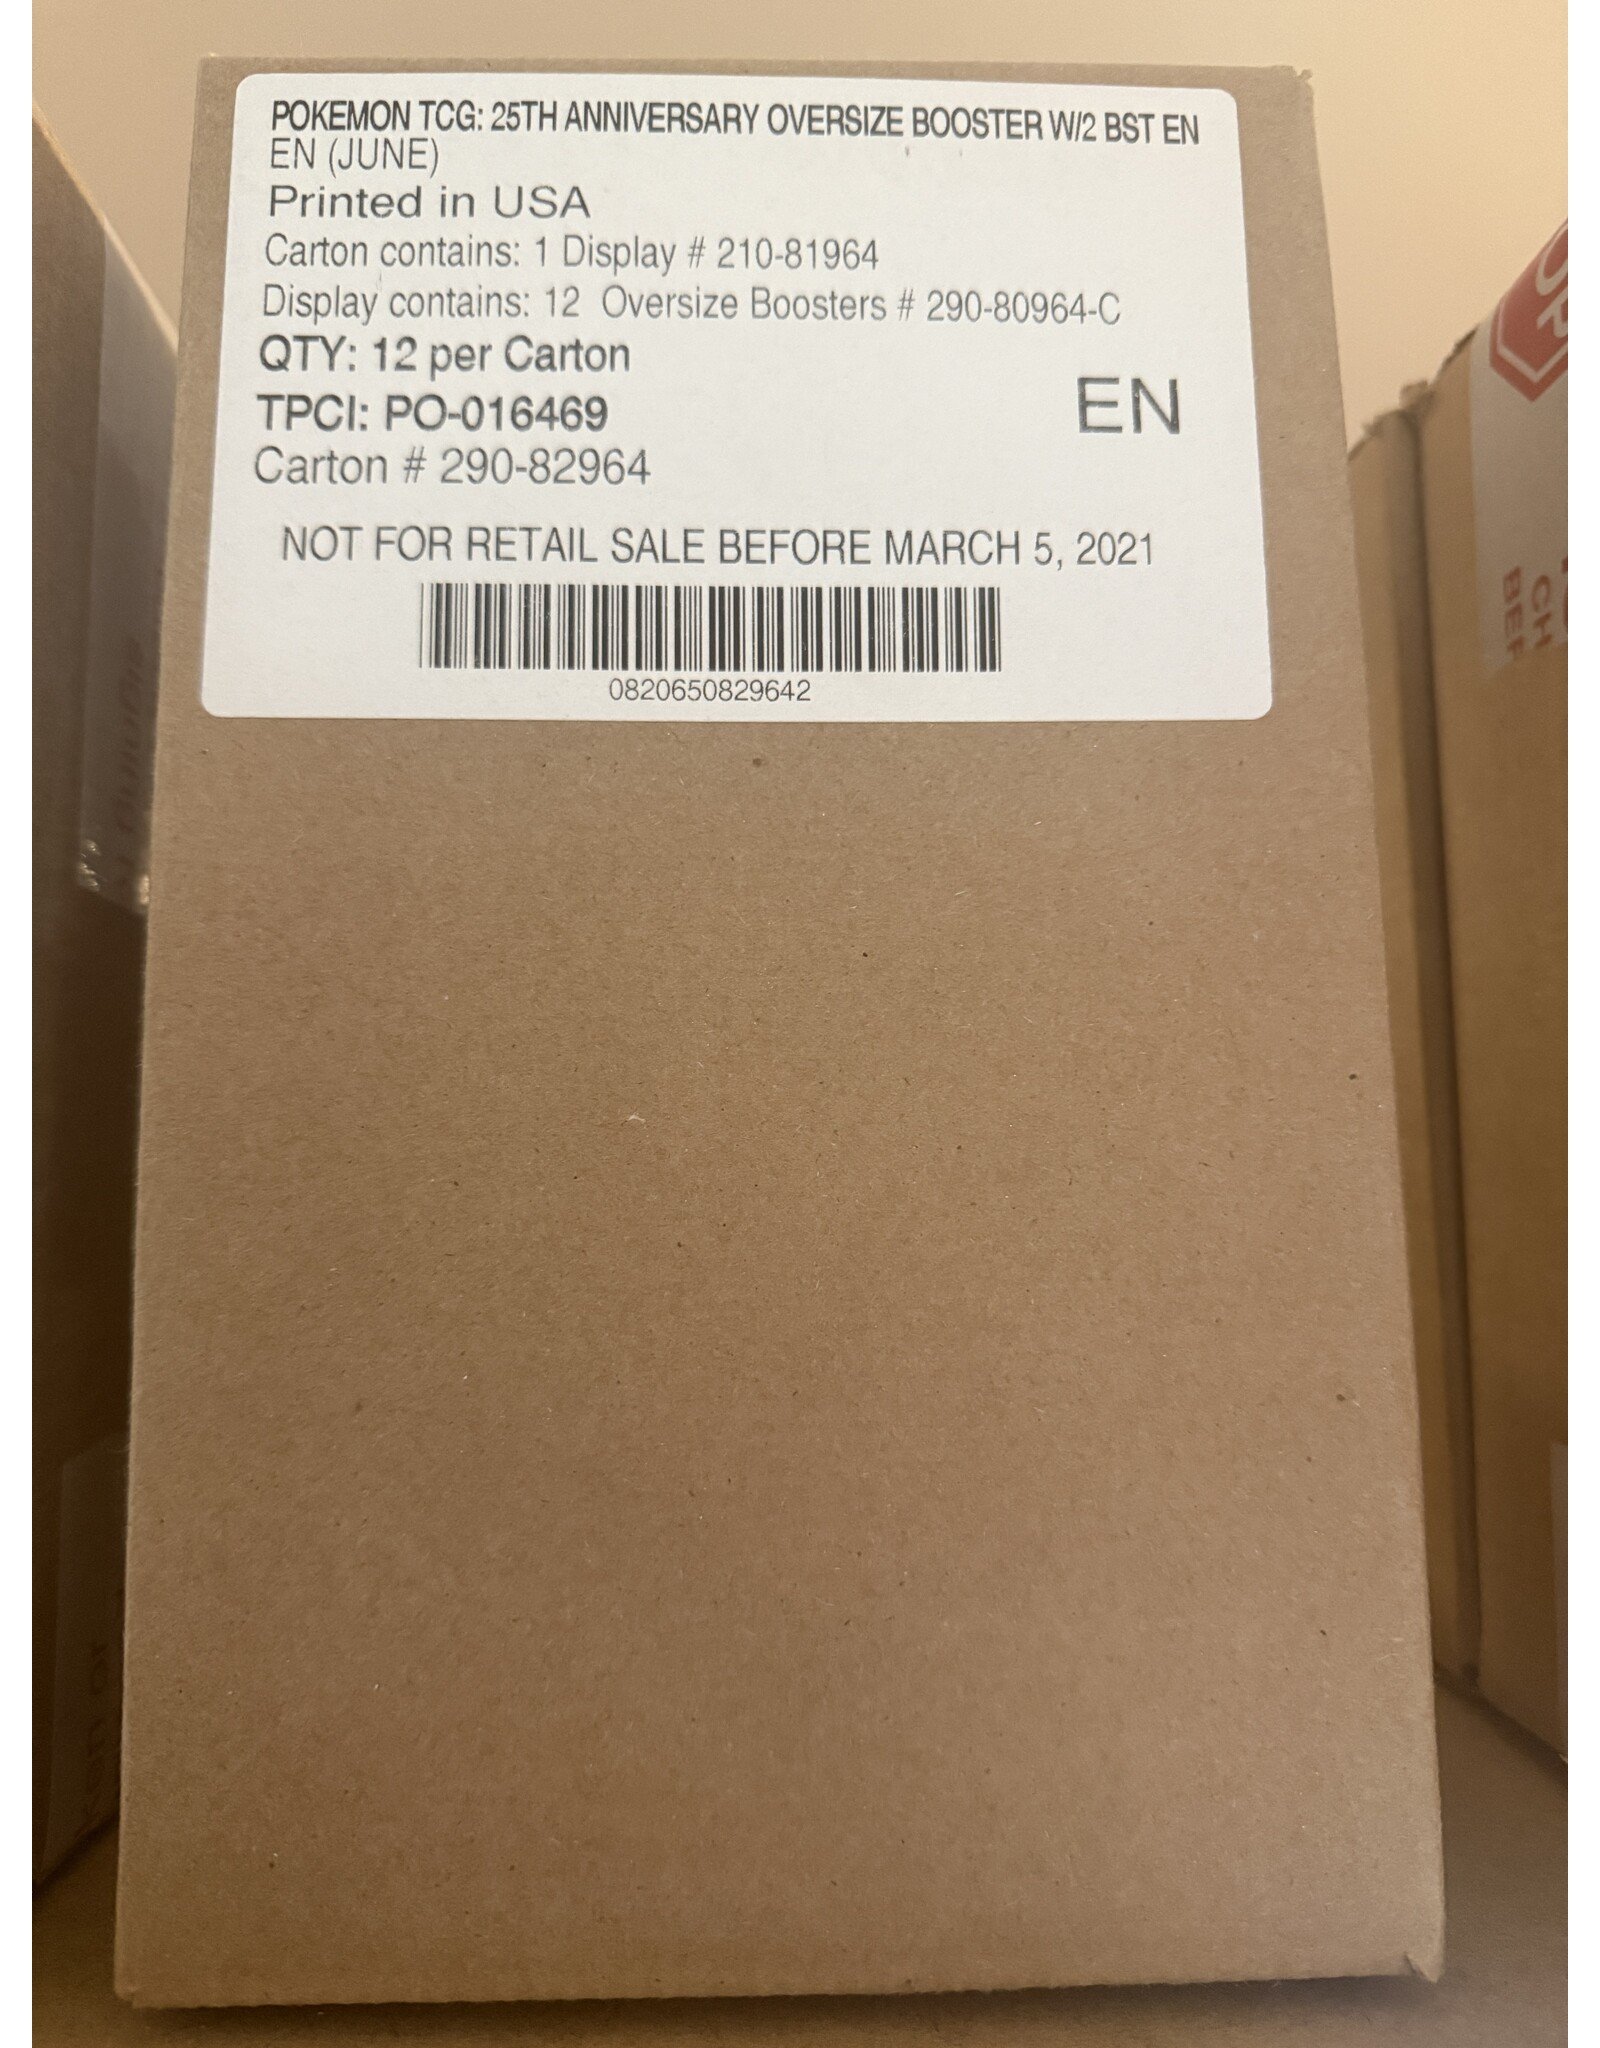 POKEMON TCG: 25TH ANNIVERSARY OVERSIZE BOOSTER W/2 BST EN
EN (JUNE)
Printed in USA
Carton contains: 1 Display # 210-81964
Display contains: 12 Oversize Boosters # 290-80964-C
QTY: 12 per Carton
TPCI: PO-016469
EN
Carton # 290-82964
NOT FOR RETAIL SALE BEFORE MARCH 5, 2021
0820650829642